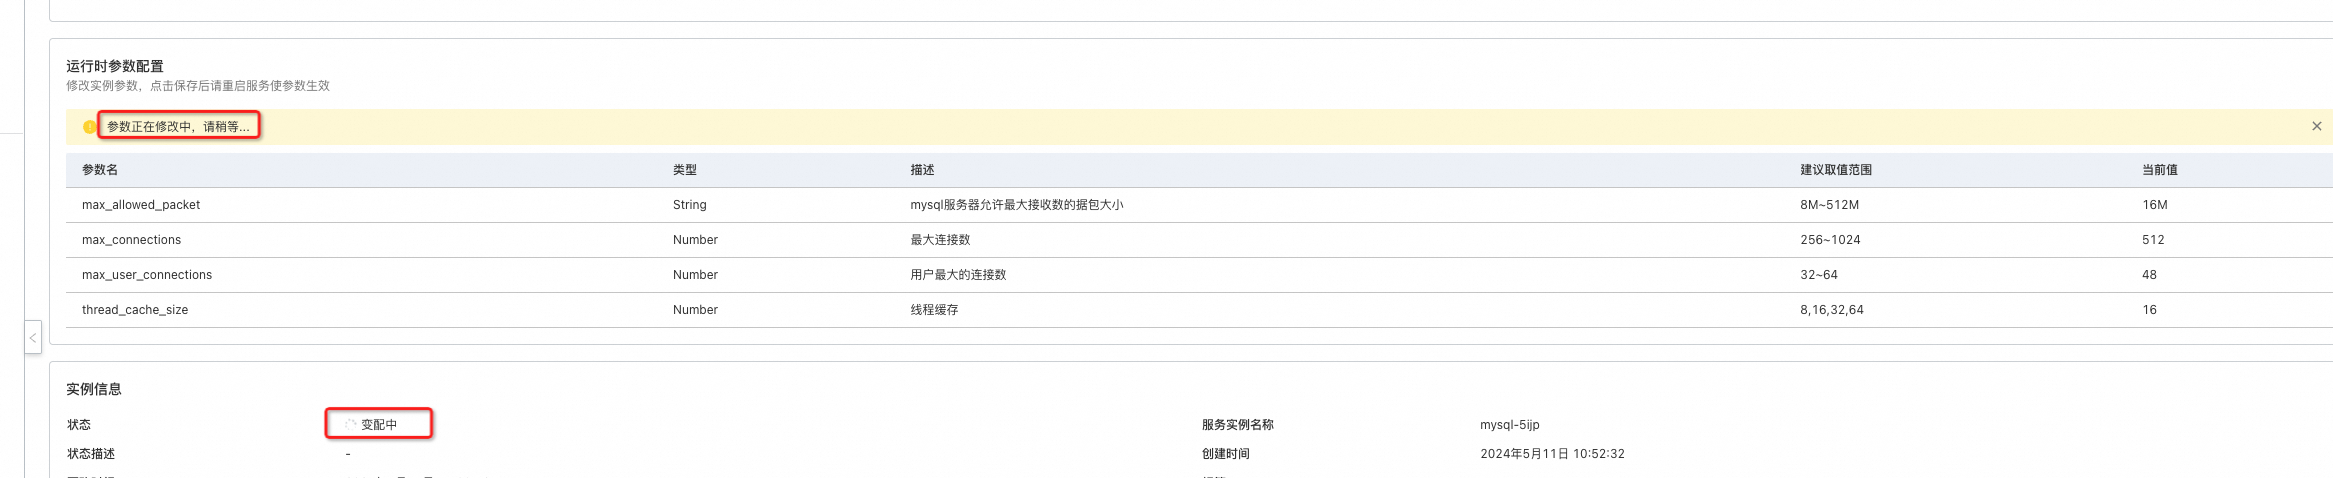 运行时参数配置
修改实例参数，点击保存后请重启服务使参数生效
参数正在修改中，请稍等...
参数名 类型 描述 建议取值范围 当前值
max_allowed_packet String mysql服务器允许最大接收数的据包大小 8M~512M 16M
max_connections Number 最大连接数 256~1024 512
max_user_connections Number 用户最大的连接数 32~64 48
thread_cache_size Number 线程缓存 8,16,32,64 16
实例信息
状态 变配中 服务实例名称 mysql-5ijp
状态描述 - 创建时间 2024年5月11日 10:52:32